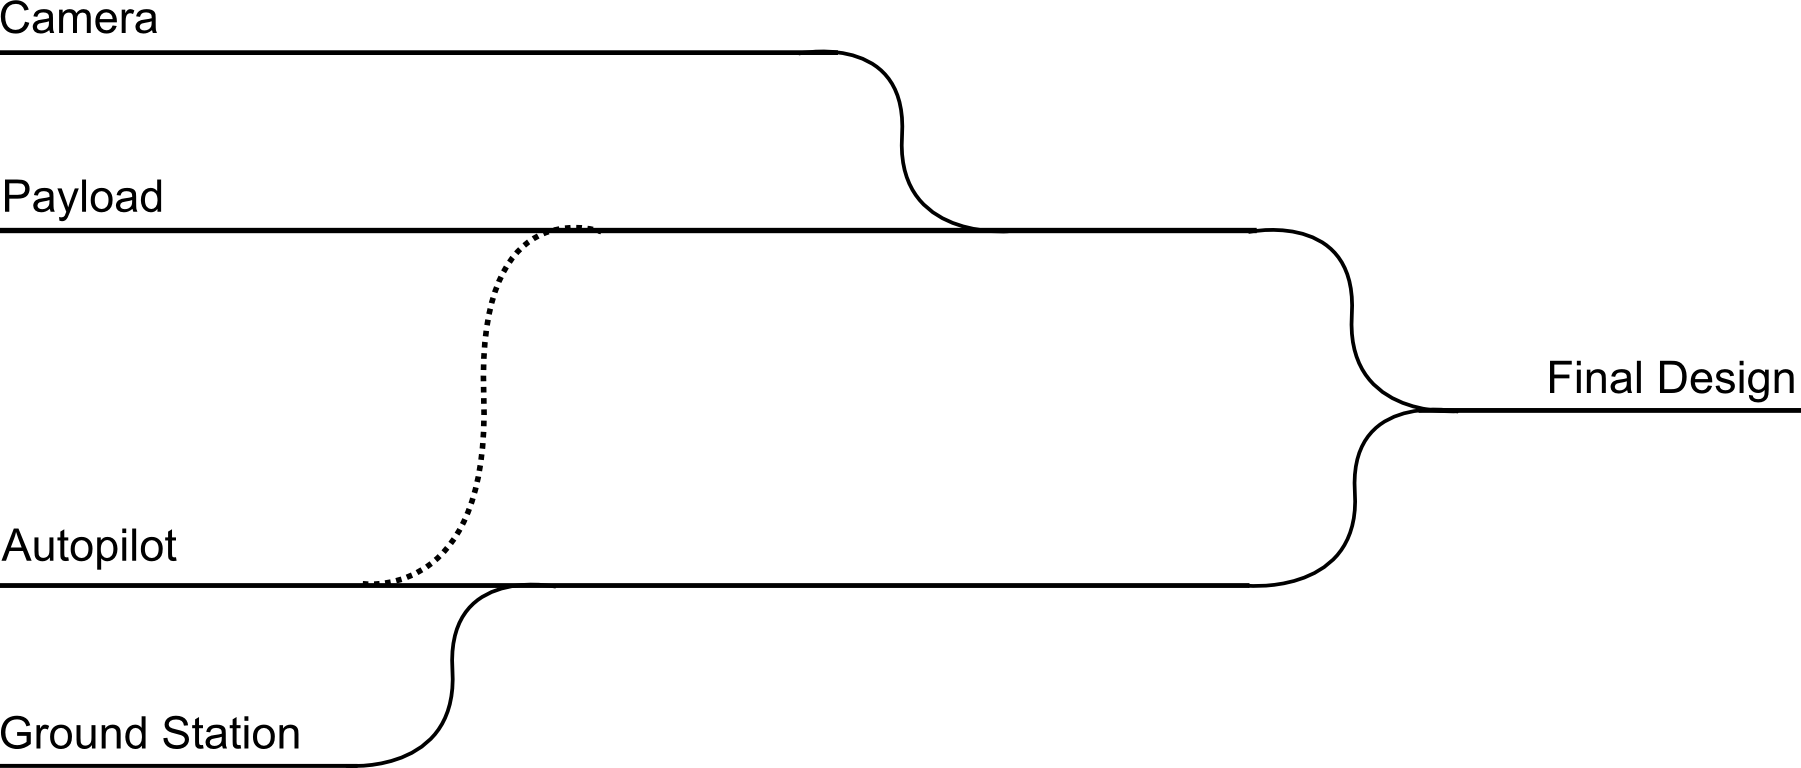 Camera
Payload
Final Design
Autopilot
Ground Station